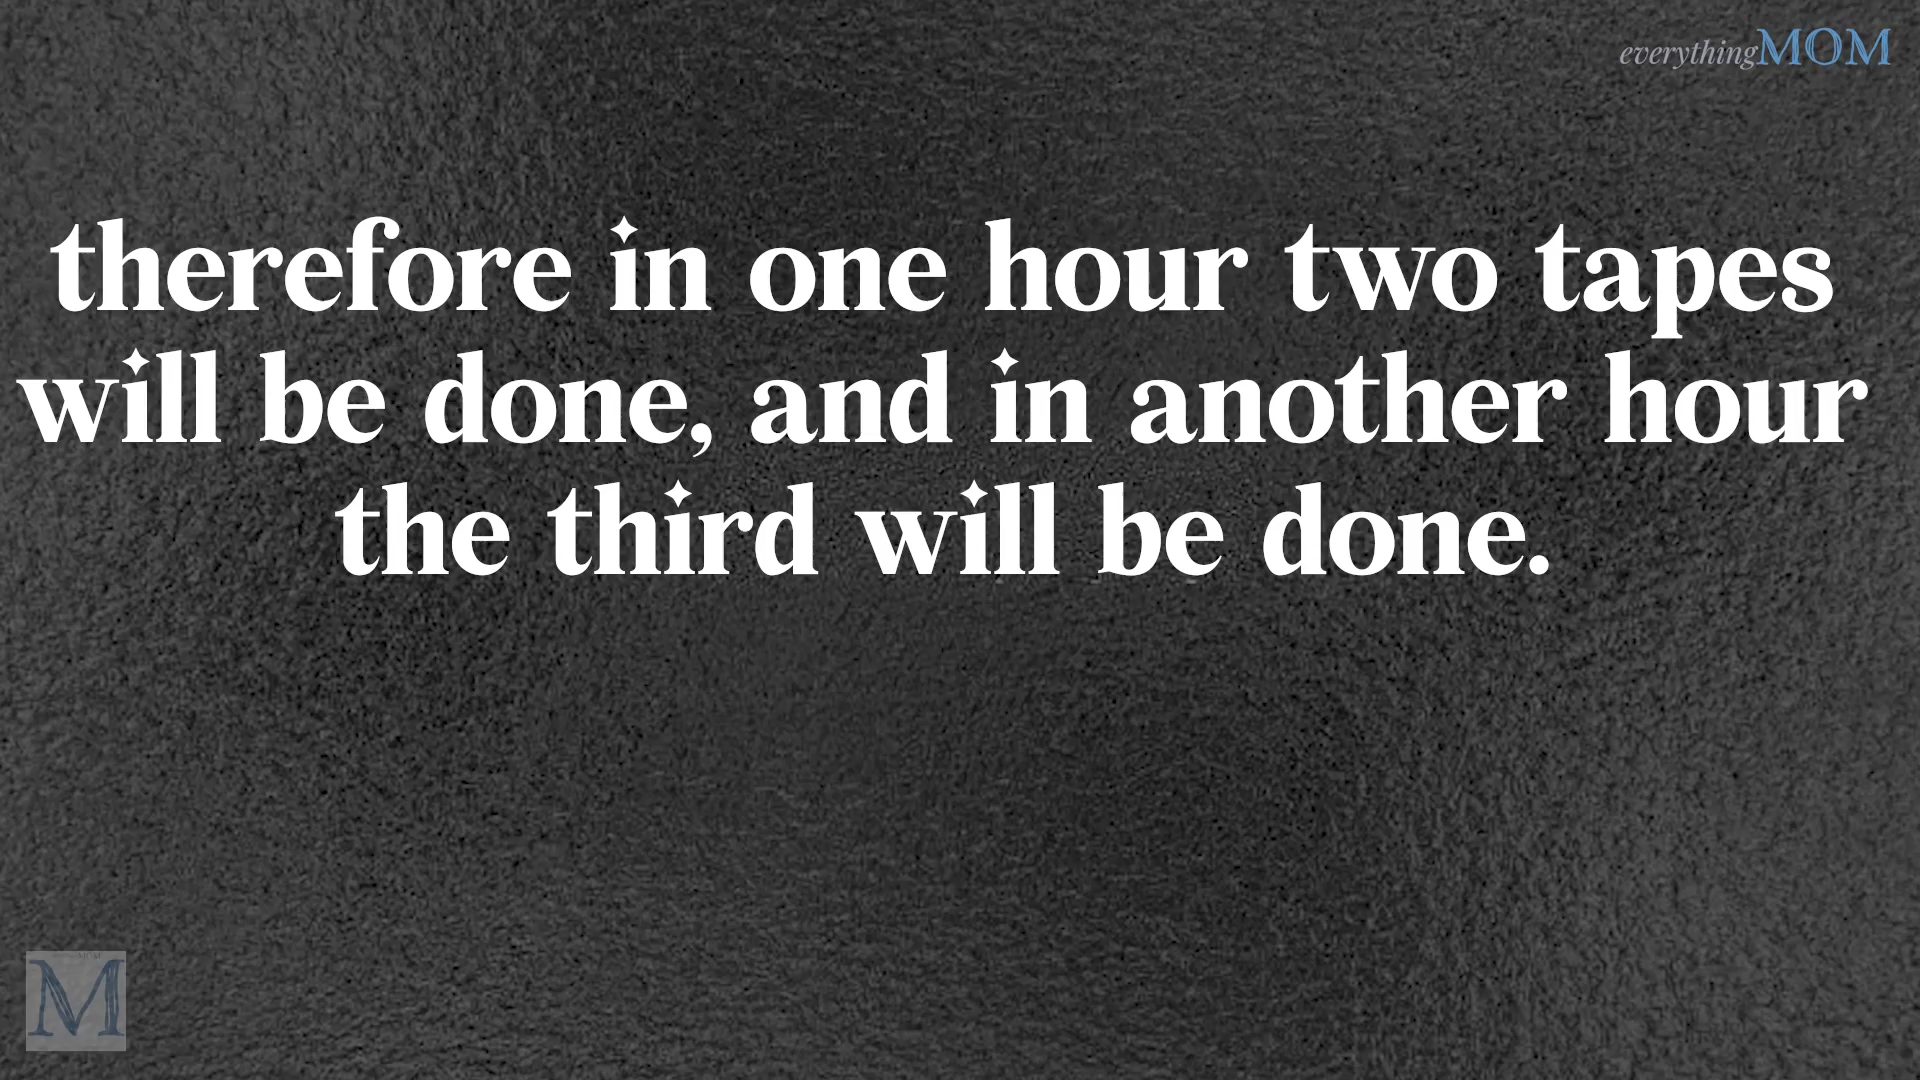 everythingMOM
therefore in one hour two tapes
will be done, and in another hour
the third will be done.
M